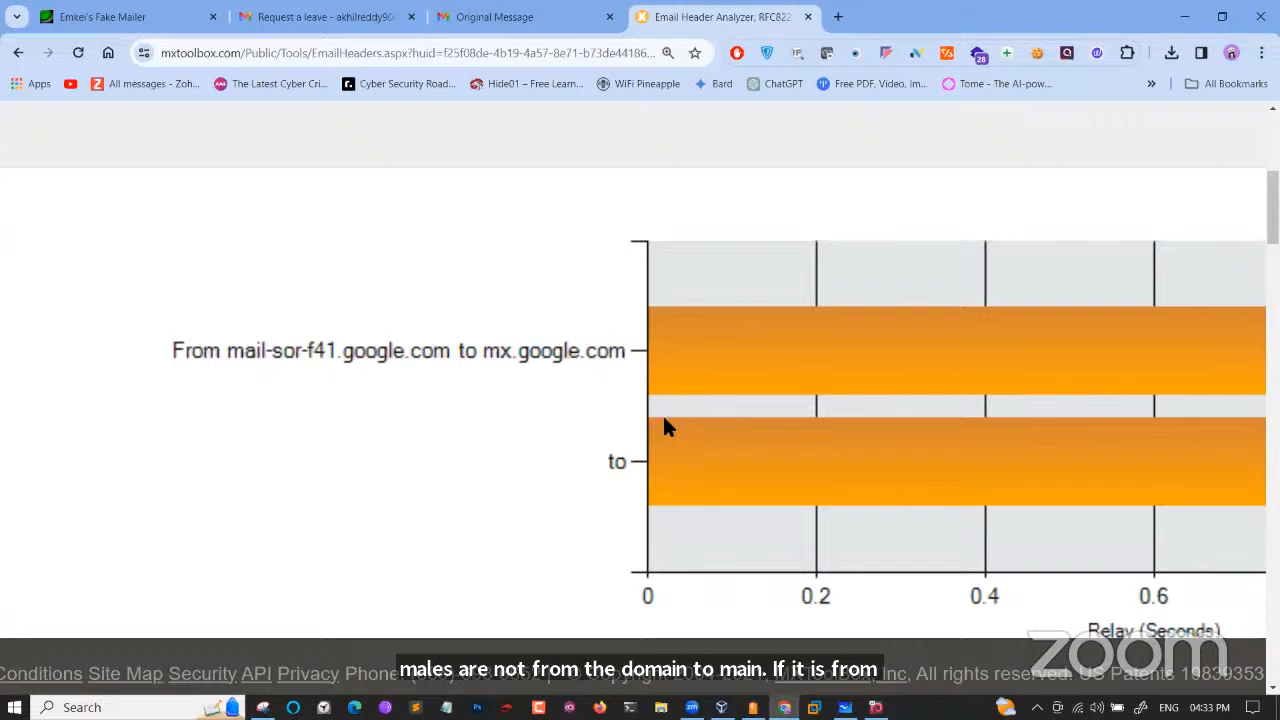 Emkei's Fake Mailer
Request a leave - akhilreddy90
Original Message
Email Header Analyzer, RFC822
mxtoolbox.com/Public/Tools/EmailHeaders.aspx?huid=f25f08de-4b19-4a57-8e71-b73de44186...
28
Apps
All messages - Zoh...
The Latest Cyber Cri...
Cyber Security Road...
Hide01 – Free Learn...
WiFi Pineapple
Bard
ChatGPT
Free PDF, Video, Im...
Tome - The AI-pow...
»
All Bookmarks
From mail-sor-f41.google.com to mx.google.com
to
0 0.2 0.4 0.6
Relay (Seconds)
zoom
Conditions Site Map Security API Privacy Phone
males are not from the domain to main. If it is from
Inc, All rights reserved. US Patents 10839353
Search
ENG 04:33 PM